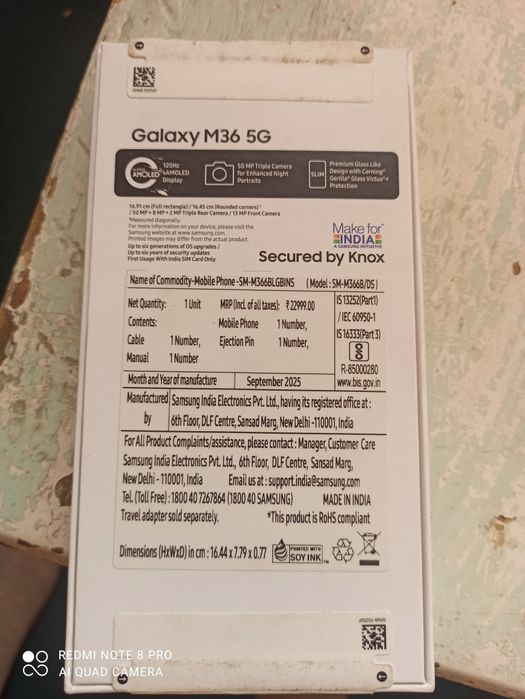 Galaxy M36 5G
sAMOLED
120Hz
sAMOLED
Display
50 MP Triple Camera
for Enhanced Night
Portraits
SLIM
Premium Glass Like
Design with Corning®
Gorilla® Glass Victus®+
Protection
16.91 cm (Full rectangle) / 16.45 cm (Rounded corners)*
/ 50 MP + 8 MP + 2 MP Triple Rear Camera / 13 MP Front Camera
*Measured diagonally.
For more information on your device, please visit the
Samsung website at www.samsung.com.
Printed images may differ from the actual product.
Up to six generations of OS upgrades /
Up to six years of security updates
First Usage With India SIM Card Only
Make for
INDIA
A SAMSUNG INITIATIVE
Secured by Knox
Name of Commodity-Mobile Phone -SM-M366BLGBINS (Model : SM-M366B/DS)
Net Quantity: 1 Unit MRP (Incl. of all taxes): ₹ 22999.00
Contents: Mobile Phone 1 Number,
Cable 1 Number, Ejection Pin 1 Number,
Manual 1 Number
IS 13252(Part1)
/ IEC 60950-1
IS 16333(Part 3)
R-85000280
www.bis.gov.in
Month and Year of manufacture September 2025
Manufactured by Samsung India Electronics Pvt. Ltd., having its registered office at :
6th Floor, DLF Centre, Sansad Marg, New Delhi -110001, India
For All Product Complaints/assistance, please contact : Manager, Customer Care
Samsung India Electronics Pvt. Ltd., 6th Floor, DLF Centre, Sansad Marg,
New Delhi - 110001, India Email us at : support.india@samsung.com
Tel. (Toll Free) : 1800 40 7267864 (1800 40 SAMSUNG) MADE IN INDIA
Travel adapter sold separately. *This product is RoHS compliant
Dimensions (HxWxD) in cm : 16.44 x 7.79 x 0.77
PRINTED WITH
SOY INK™
REDMI NOTE 8 PRO
AI QUAD CAMERA